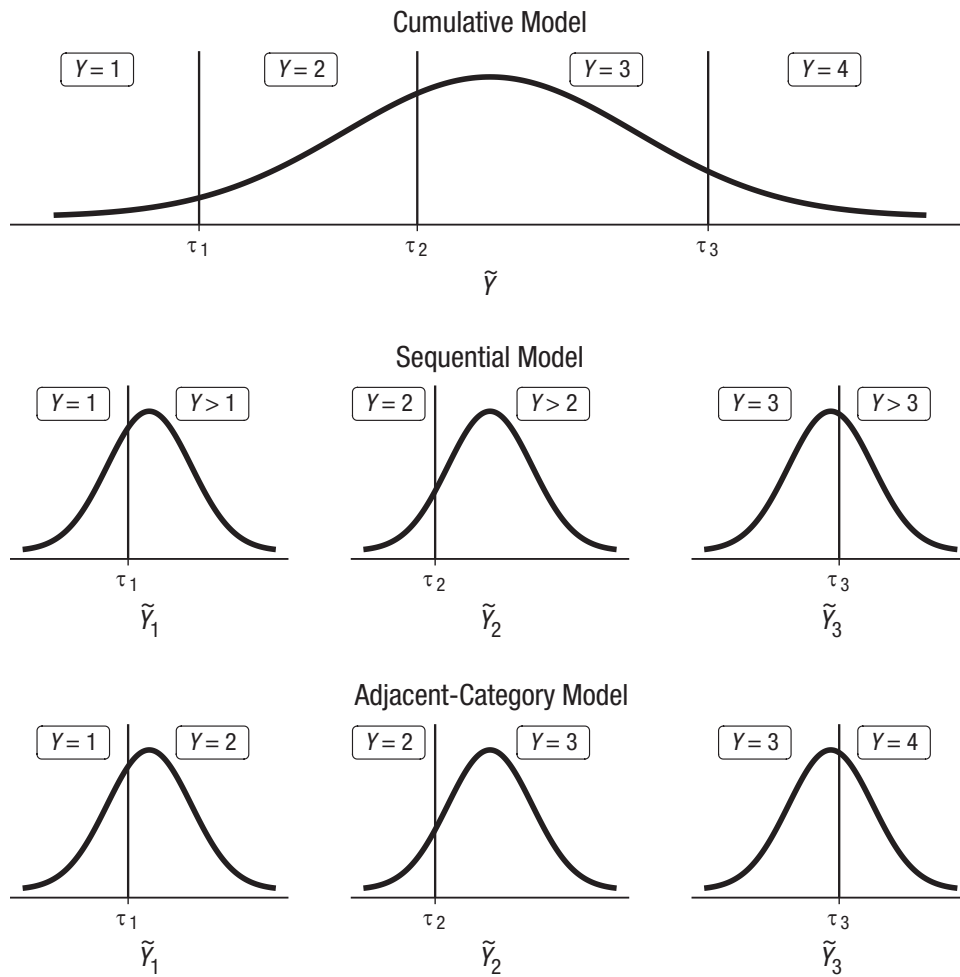 Cumulative Model
Y = 1 Y = 2 Y = 3 Y = 4
τ1 τ2 τ3
Ỹ
Sequential Model
Y = 1 Y > 1 Y = 2 Y > 2 Y = 3 Y > 3
τ1 τ2 τ3
Ỹ1 Ỹ2 Ỹ3
Adjacent-Category Model
Y = 1 Y = 2 Y = 2 Y = 3 Y = 3 Y = 4
τ1 τ2 τ3
Ỹ1 Ỹ2 Ỹ3